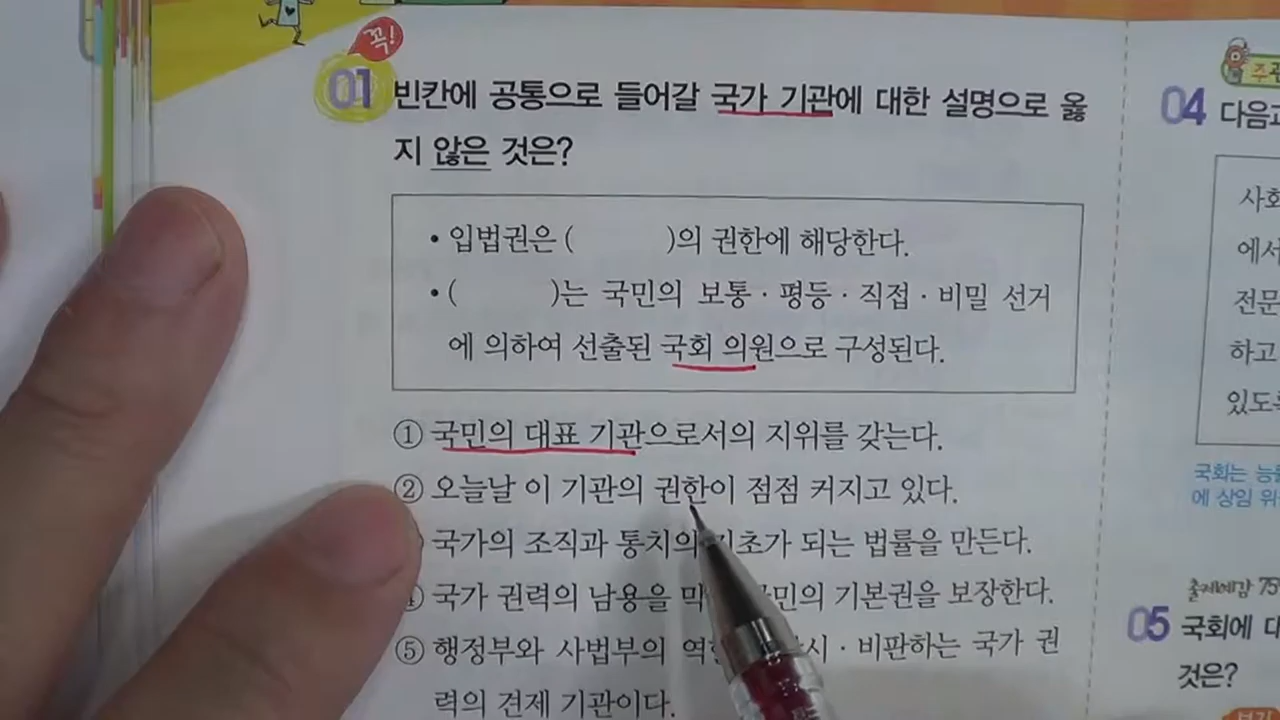 꼭!
01 빈칸에 공통으로 들어갈 국가 기관에 대한 설명으로 옳
지 않은 것은?
• 입법권은 ( )의 권한에 해당한다.
• ( )는 국민의 보통·평등·직접·비밀 선거
에 의하여 선출된 국회 의원으로 구성된다.
① 국민의 대표 기관으로서의 지위를 갖는다.
② 오늘날 이 기관의 권한이 점점 커지고 있다.
국가의 조직과 통치의 기초가 되는 법률을 만든다.
국가 권력의 남용을 국민의 기본권을 보장한다.
⑤ 행정부와 사법부의 · 비판하는 국가 권
력의 견제 기관이다.
04 다음
사회
에서
전문
하고
있도록
국회는 능률
에 상임 위
출제예감 75
05 국회에 대
것은?